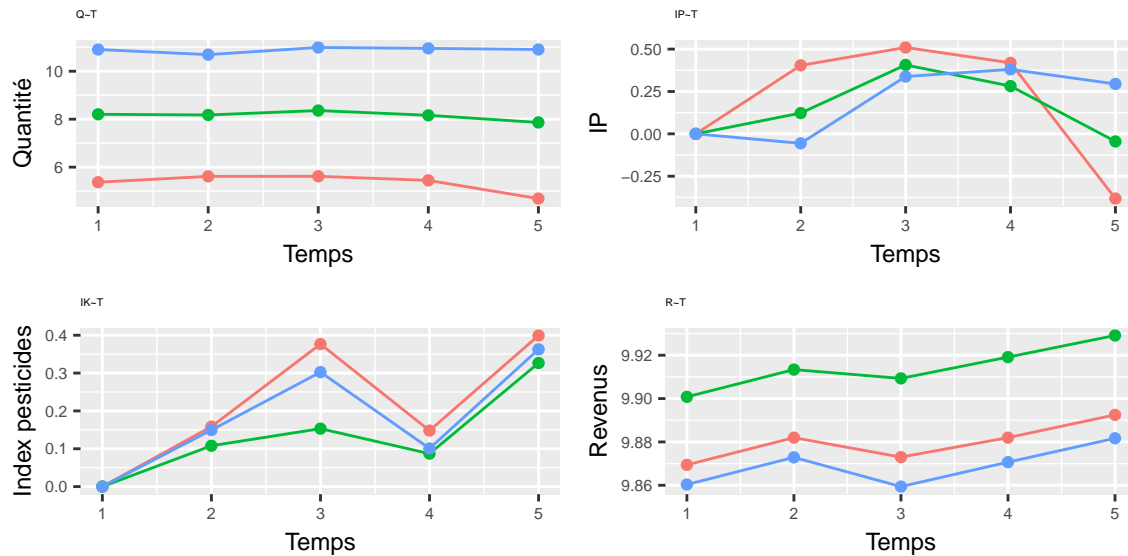 Q~T
Quantité
10
8
6
1 2 3 4 5
Temps
IP~T
IP
0.50
0.25
0.00
−0.25
1 2 3 4 5
Temps
IK~T
Index pesticides
0.4
0.3
0.2
0.1
0.0
1 2 3 4 5
Temps
R~T
Revenus
9.92
9.90
9.88
9.86
1 2 3 4 5
Temps